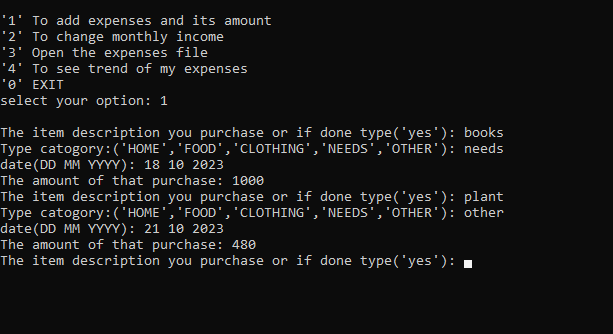 '1' To add expenses and its amount
'2' To change monthly income
'3' Open the expenses file
'4' To see trend of my expenses
'0' EXIT
select your option: 1
The item description you purchase or if done type('yes'): books
Type catogory:('HOME','FOOD','CLOTHING','NEEDS','OTHER'): needs
date(DD MM YYYY): 18 10 2023
The amount of that purchase: 1000
The item description you purchase or if done type('yes'): plant
Type catogory:('HOME','FOOD','CLOTHING','NEEDS','OTHER'): other
date(DD MM YYYY): 21 10 2023
The amount of that purchase: 480
The item description you purchase or if done type('yes'):